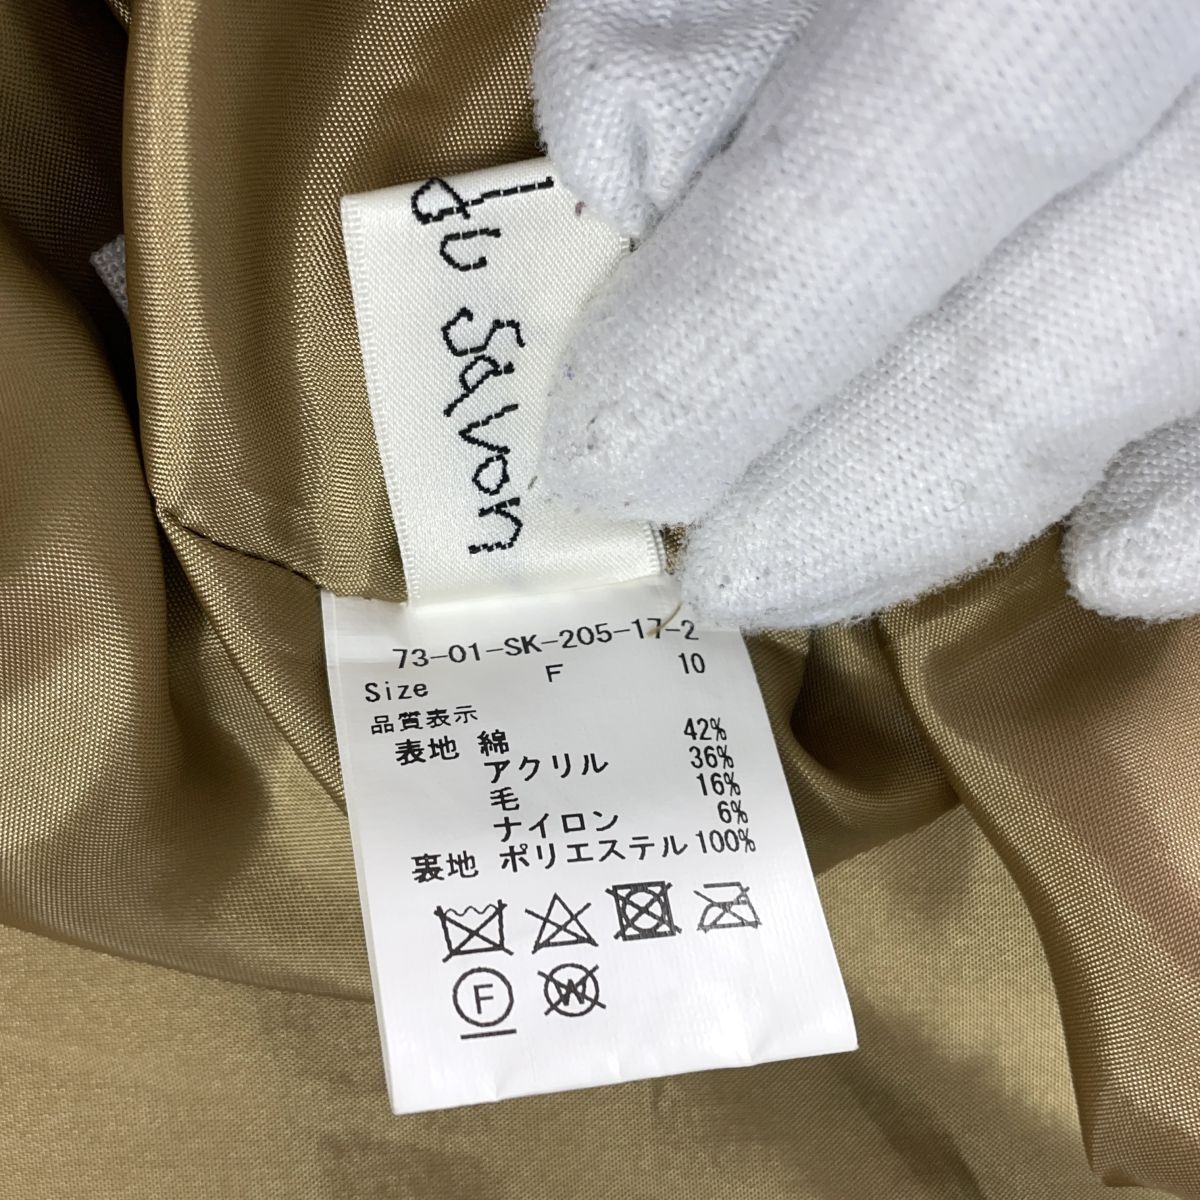 du Savon
73-01-SK-205-17-2
Size F 10
品質表示
表地 綿 42%
アクリル 36%
毛 16%
ナイロン 6%
裏地 ポリエステル 100%
F
W